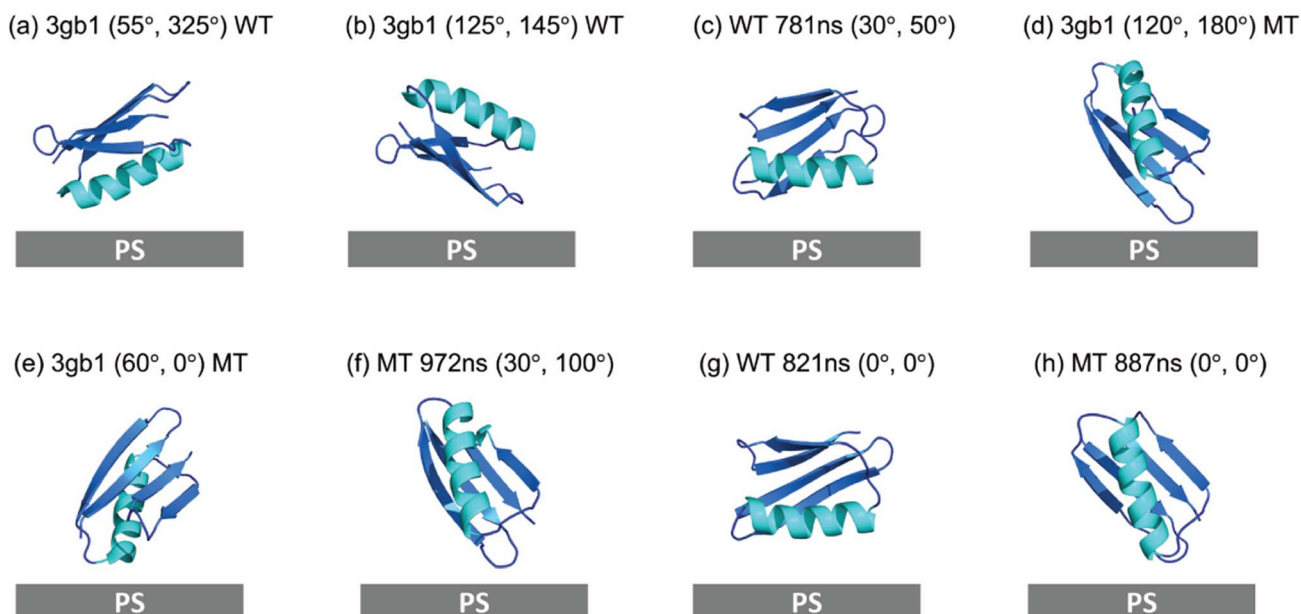 (a) 3gb1 (55°, 325°) WT
(b) 3gb1 (125°, 145°) WT
(c) WT 781ns (30°, 50°)
(d) 3gb1 (120°, 180°) MT
PS
PS
PS
PS
(e) 3gb1 (60°, 0°) MT
(f) MT 972ns (30°, 100°)
(g) WT 821ns (0°, 0°)
(h) MT 887ns (0°, 0°)
PS
PS
PS
PS